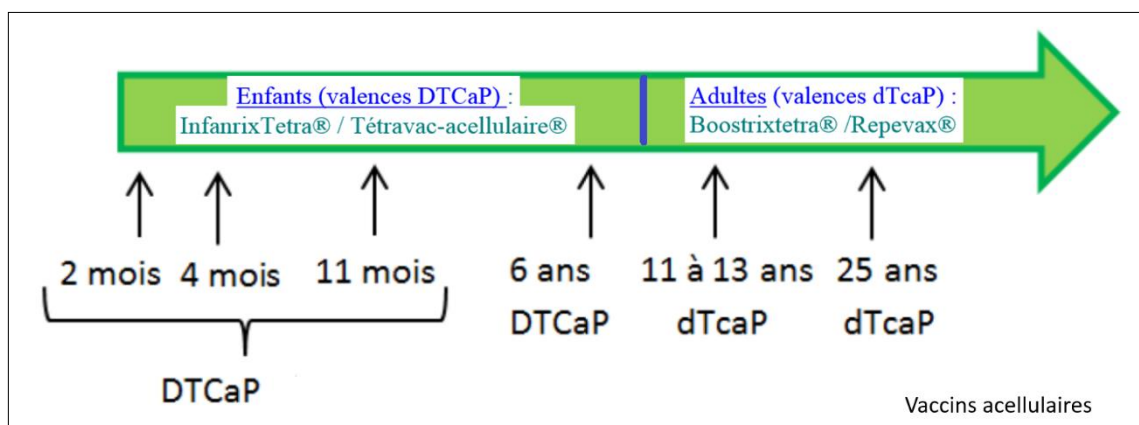 Enfants (valences DTCaP) :
InfanrixTetra® / Tétravac-acellulaire®
Adultes (valences dTcaP) :
Boostrixtetra® /Repevax®
2 mois 4 mois 11 mois 6 ans 11 à 13 ans 25 ans
DTCaP dTcaP dTcaP
DTCaP
Vaccins acellulaires